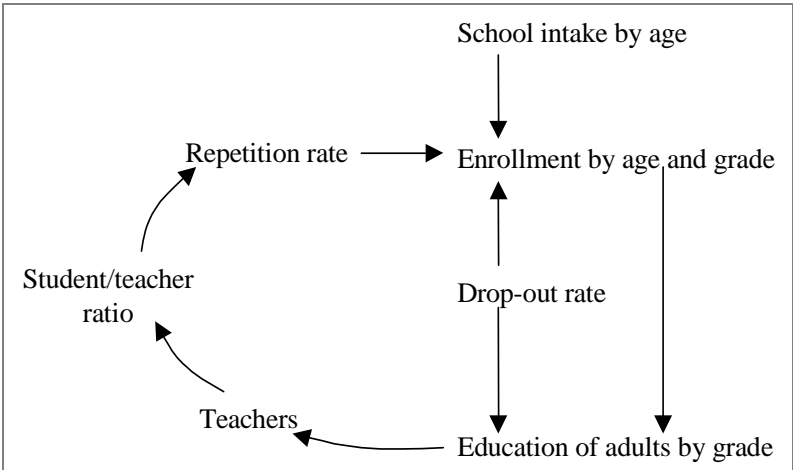 School intake by age
Repetition rate
Enrollment by age and grade
Student/teacher
ratio
Drop-out rate
Teachers
Education of adults by grade